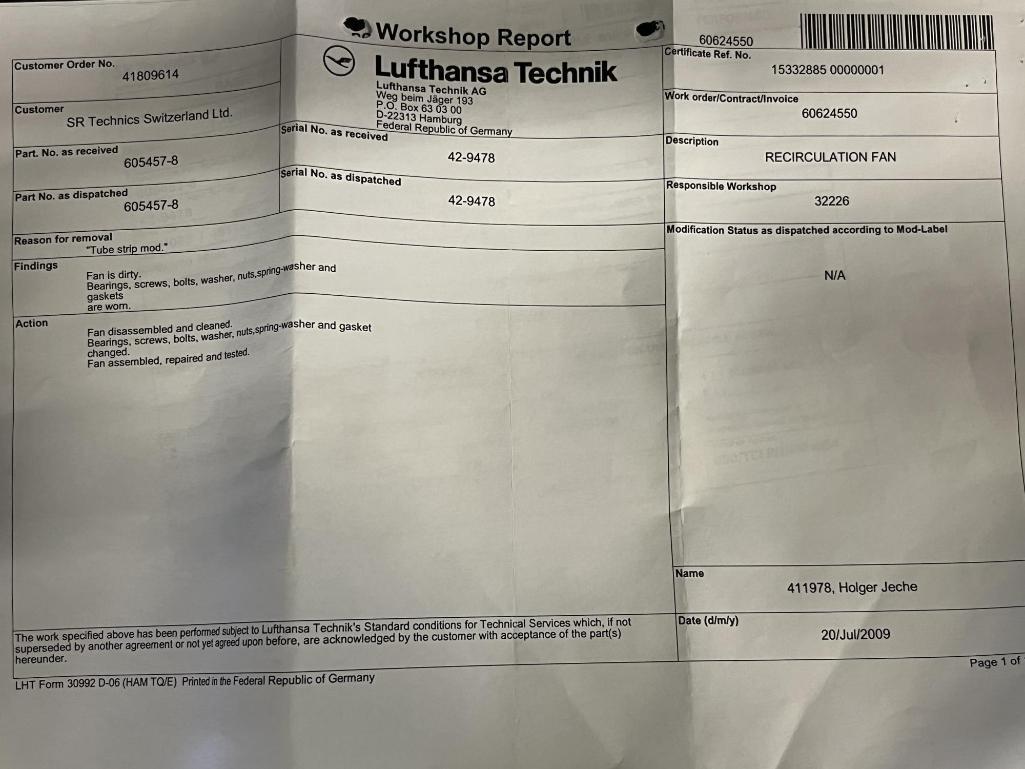 Workshop Report
60624550
Customer Order No.
41809614
Lufthansa Technik
Lufthansa Technik AG
Weg beim Jäger 193
P.O. Box 63 03 00
D-22313 Hamburg
Federal Republic of Germany
Certificate Ref. No.
15332885 00000001
Customer
SR Technics Switzerland Ltd.
Work order/Contract/Invoice
60624550
Part. No. as received
605457-8
Serial No. as received
42-9478
Description
RECIRCULATION FAN
Part No. as dispatched
605457-8
Serial No. as dispatched
42-9478
Responsible Workshop
32226
Reason for removal
"Tube strip mod."
Modification Status as dispatched according to Mod-Label
N/A
Findings
Fan is dirty.
Bearings, screws, bolts, washer, nuts,spring-washer and
gaskets
are worn.
Action
Fan disassembled and cleaned.
Bearings, screws, bolts, washer, nuts,spring-washer and gasket
changed.
Fan assembled, repaired and tested.
Name
411978, Holger Jeche
The work specified above has been performed subject to Lufthansa Technik's Standard conditions for Technical Services which, if not
superseded by another agreement or not yet agreed upon before, are acknowledged by the customer with acceptance of the part(s)
hereunder.
Date (d/m/y)
20/Jul/2009
LHT Form 30992 D-06 (HAM TQ/E) Printed in the Federal Republic of Germany
Page 1 of